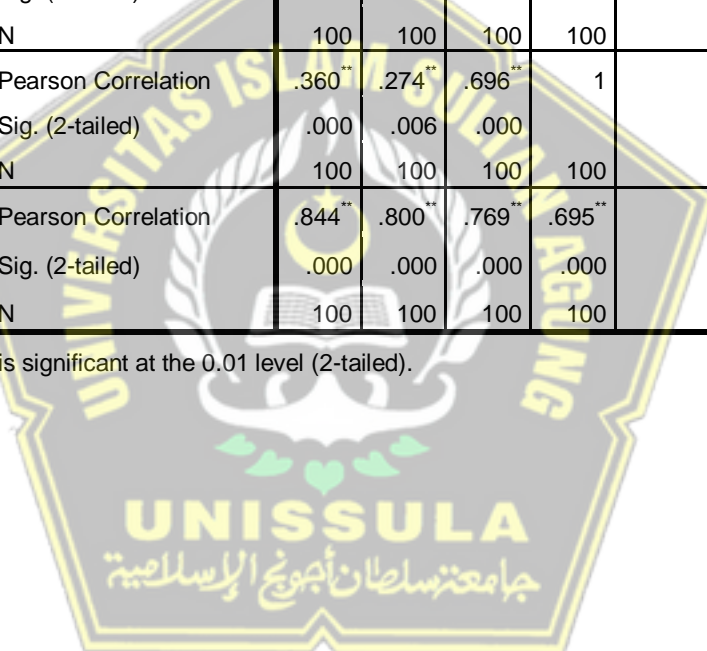 N 100 100 100 100
Pearson Correlation .360** .274** .696** 1
Sig. (2-tailed) .000 .006 .000
N 100 100 100 100
Pearson Correlation .844** .800** .769** .695**
Sig. (2-tailed) .000 .000 .000 .000
N 100 100 100 100
is significant at the 0.01 level (2-tailed).
UNIVERSITAS ISLAM SULTAN AGUNG
UNISSULA
جامعة سلطان أجونج الإسلامية